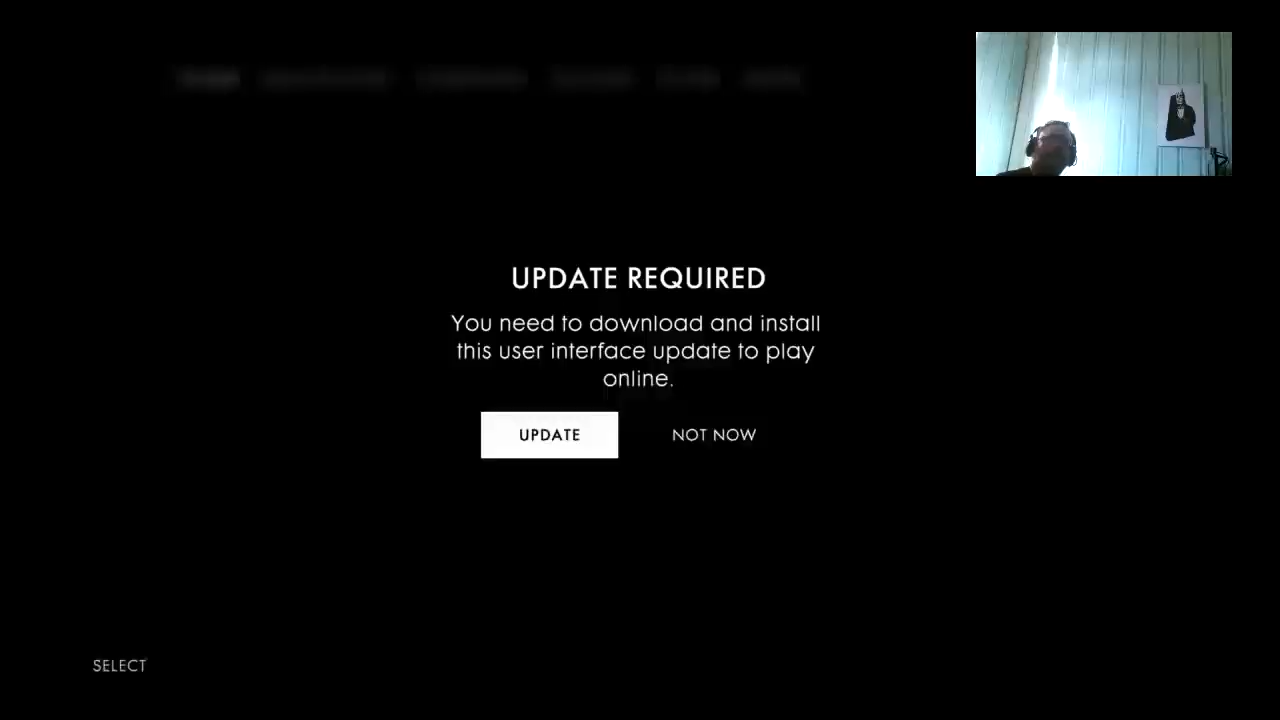 UPDATE REQUIRED
You need to download and install
this user interface update to play
online.
UPDATE
NOT NOW
SELECT